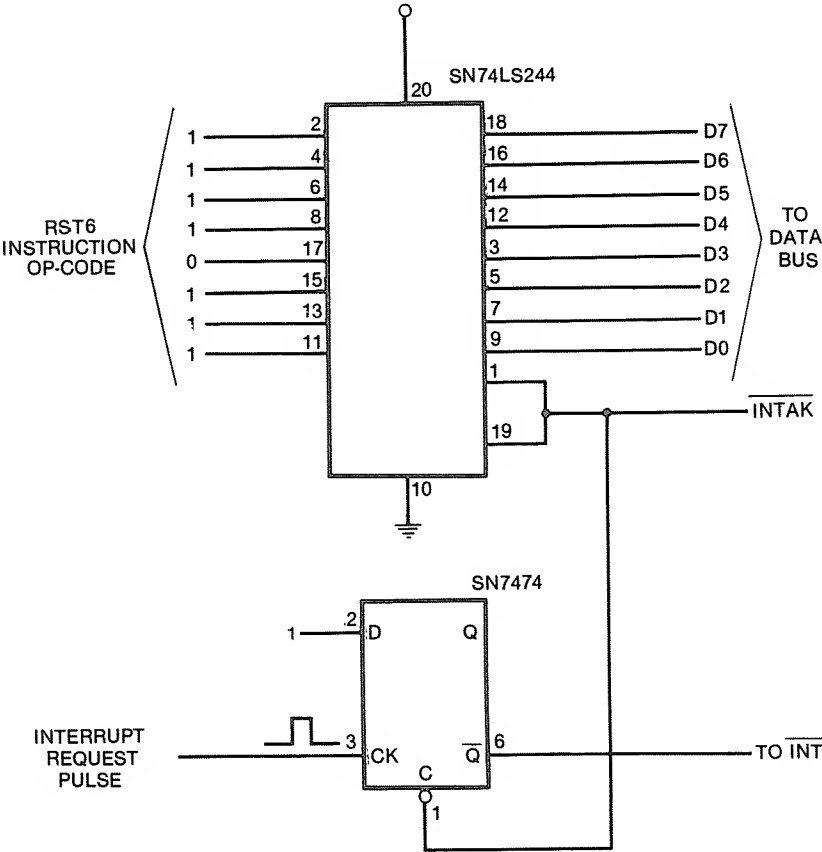 SN74LS244
20
RST6
INSTRUCTION
OP-CODE
1 2 18 D7
1 4 16 D6
1 6 14 D5
1 8 12 D4
0 17 3 D3
1 15 5 D2
1 13 7 D1
1 11 9 D0
TO
DATA
BUS
1
INTAK
19
10
SN7474
1 2 D Q
INTERRUPT
REQUEST
PULSE
3 CK Q 6
TO INT
C
1